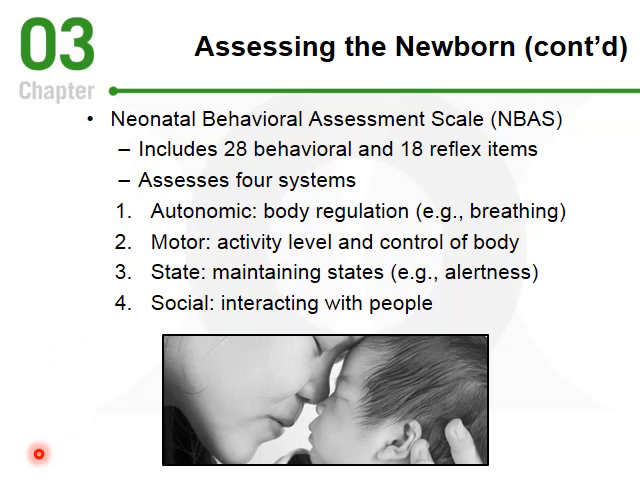 03
Chapter
Assessing the Newborn (cont’d)
• Neonatal Behavioral Assessment Scale (NBAS)
– Includes 28 behavioral and 18 reflex items
– Assesses four systems
1. Autonomic: body regulation (e.g., breathing)
2. Motor: activity level and control of body
3. State: maintaining states (e.g., alertness)
4. Social: interacting with people